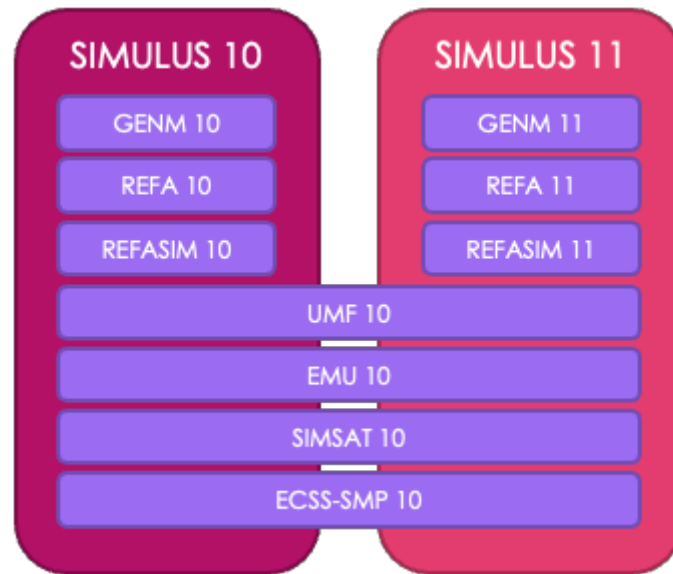 SIMULUS 10
GENM 10
REFA 10
REFASIM 10
SIMULUS 11
GENM 11
REFA 11
REFASIM 11
UMF 10
EMU 10
SIMSAT 10
ECSS-SMP 10